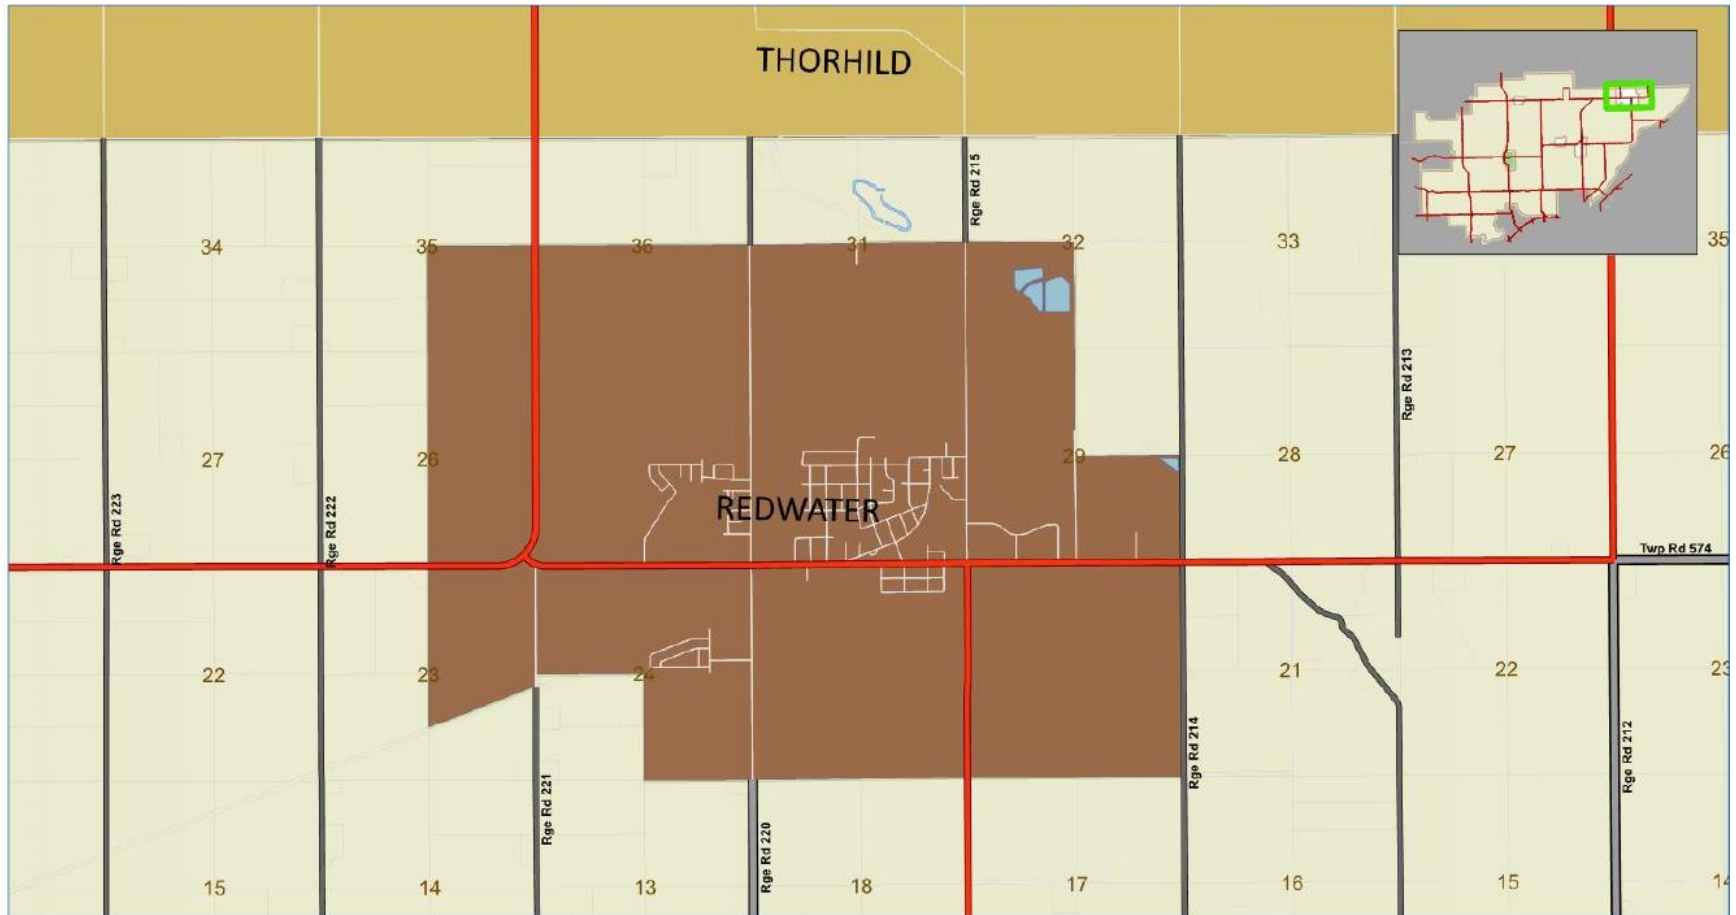 THORHILD
Rge Rd 215
34
35
36
31
32
33
35
Rge Rd 213
27
26
29
28
27
26
REDWATER
Rge Rd 223
Rge Rd 222
Twp Rd 574
22
23
24
21
22
23
Rge Rd 221
Rge Rd 220
Rge Rd 214
Rge Rd 212
15
14
13
18
17
16
15
14